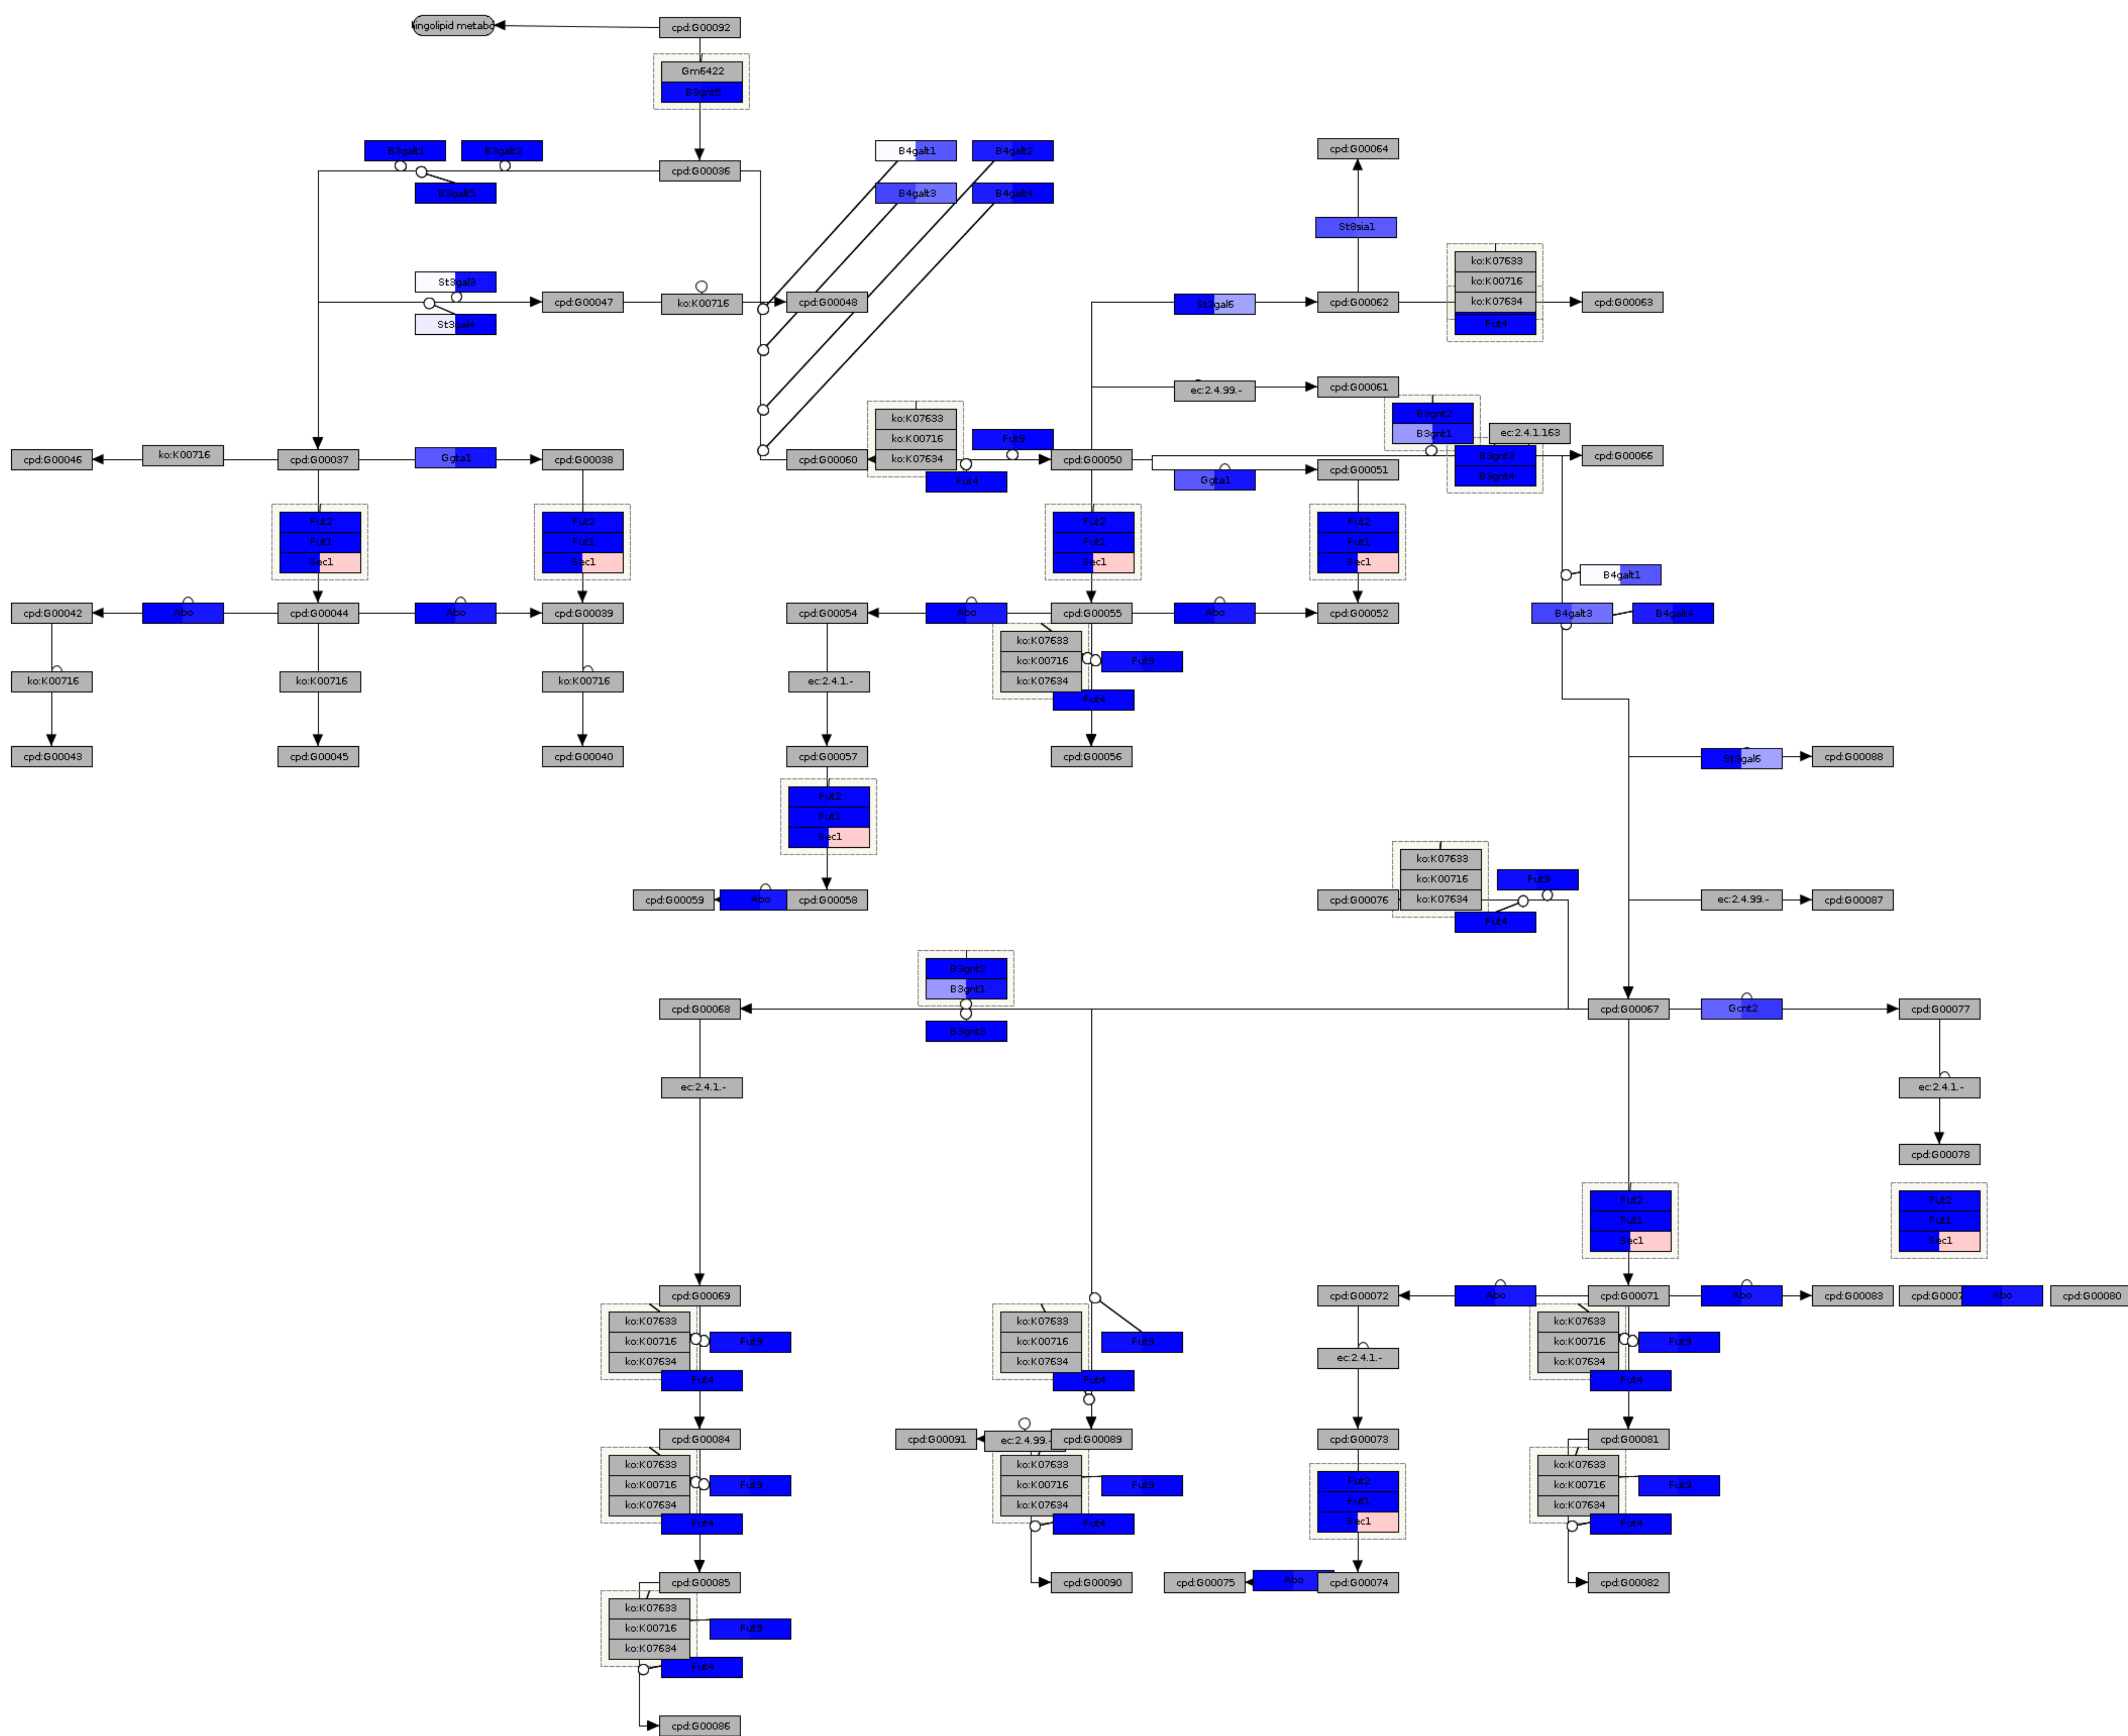 ingolipid metabo
cpd:G00092
Gm6422
B3gnt5
B3galt1
B3galt2
B4galt1
B4galt2
cpd:G00064
cpd:G00036
B3galt5
B4galt3
B4galt4
St8sia1
ko:K07633
St3gal3
ko:K00716
cpd:G00047
ko:K00716
cpd:G00048
St3gal6
cpd:G00062
ko:K07634
cpd:G00063
St3gal4
Fut4
ec:2.4.99.-
cpd:G00061
ko:K07633
B3gnt2
ko:K00716
Fut9
B3gnt1
ec:2.4.1.163
cpd:G00046
ko:K00716
cpd:G00037
Ggta1
cpd:G00038
cpd:G00060
ko:K07634
cpd:G00050
cpd:G00051
B3gnt3
cpd:G00066
Fut4
Ggta1
B3gnt4
Fut2
Fut2
Fut2
Fut2
Fut1
Fut1
Fut1
Fut1
Sec1
Sec1
Sec1
Sec1
B4galt1
cpd:G00042
Abo
cpd:G00044
Abo
cpd:G00039
cpd:G00054
Abo
cpd:G00055
Abo
cpd:G00052
B4galt3
B4galt4
ko:K07633
ko:K00716
Fut9
ko:K00716
ko:K00716
ko:K00716
ec:2.4.1.-
ko:K07634
Fut4
cpd:G00043
cpd:G00045
cpd:G00040
cpd:G00057
cpd:G00056
St3gal6
cpd:G00088
Fut2
Fut1
Sec1
ko:K07633
ko:K00716
Fut9
cpd:G00059
Abo
cpd:G00058
cpd:G00076
ko:K07634
ec:2.4.99.-
cpd:G00087
Fut4
B3gnt2
B3gnt1
cpd:G00068
cpd:G00067
Gcnt2
cpd:G00077
B3gnt3
ec:2.4.1.-
ec:2.4.1.-
cpd:G00078
Fut2
Fut2
Fut1
Fut1
Sec1
Sec1
cpd:G00069
cpd:G00072
Abo
cpd:G00071
Abo
cpd:G00083
cpd:G0007
Abo
cpd:G00080
ko:K07633
ko:K07633
ko:K07633
ko:K00716
Fut9
ko:K00716
Fut9
ko:K00716
Fut9
ko:K07634
ko:K07634
ec:2.4.1.-
ko:K07634
Fut4
Fut4
Fut4
cpd:G00084
cpd:G00091
ec:2.4.99.-
cpd:G00089
cpd:G00073
cpd:G00081
ko:K07633
ko:K07633
ko:K07633
ko:K00716
Fut9
ko:K00716
Fut9
Fut2
ko:K00716
Fut9
ko:K07634
ko:K07634
Fut1
ko:K07634
Fut4
Fut4
Sec1
Fut4
cpd:G00085
cpd:G00090
cpd:G00075
Abo
cpd:G00074
cpd:G00082
ko:K07633
ko:K00716
Fut9
ko:K07634
Fut4
cpd:G00086